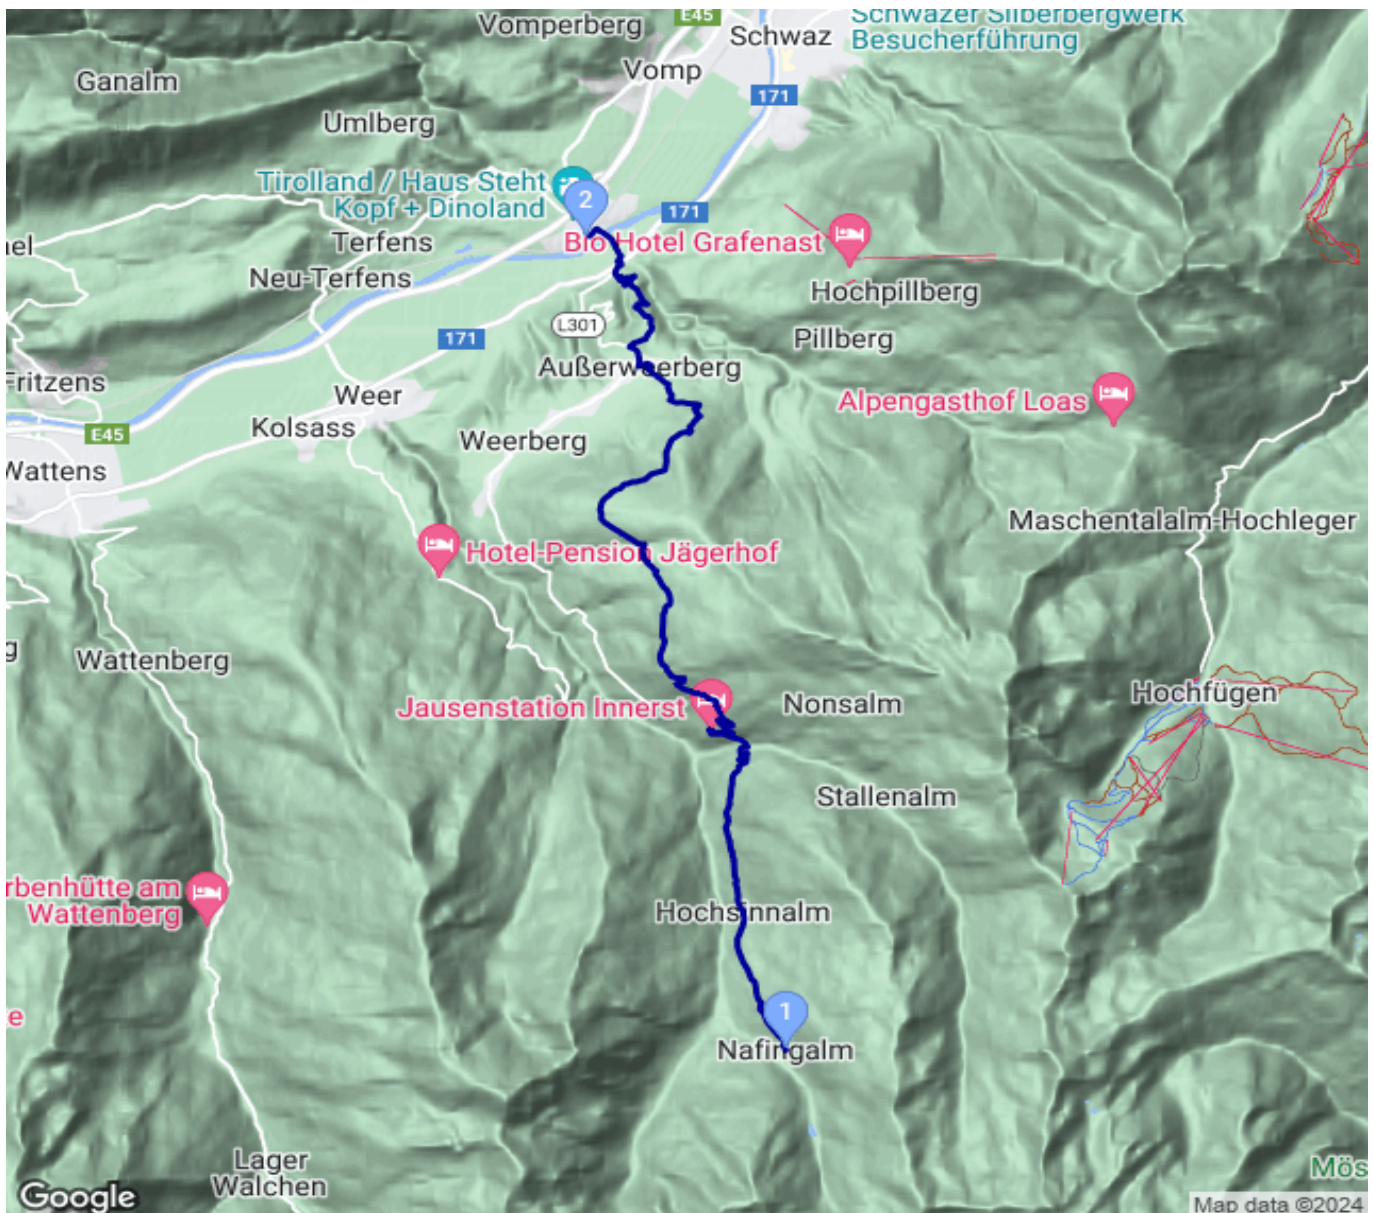 E45
Schwazer Silberbergwerk
Besucherführung
Vomperberg
Schwaz
Vomp
Ganalm
171
Umlberg
Tirolland / Haus Steht
Kopf + Dinoland
2
171
Terfens
Bio Hotel Grafenast
Neu-Terfens
Hochpillberg
L301
171
Pillberg
Außerweerberg
Fritzens
Weer
Alpengasthof Loas
Kolsass
E45
Weerberg
Wattens
Maschentalalm-Hochleger
Hotel-Pension Jägerhof
g
Wattenberg
Hochfügen
Jausenstation Innerst
Nonsalm
Stallenalm
rbenhütte am
Wattenberg
Hochsinnalm
e
1
Nafingalm
Lager
Walchen
Mös
Google
Map data ©2024